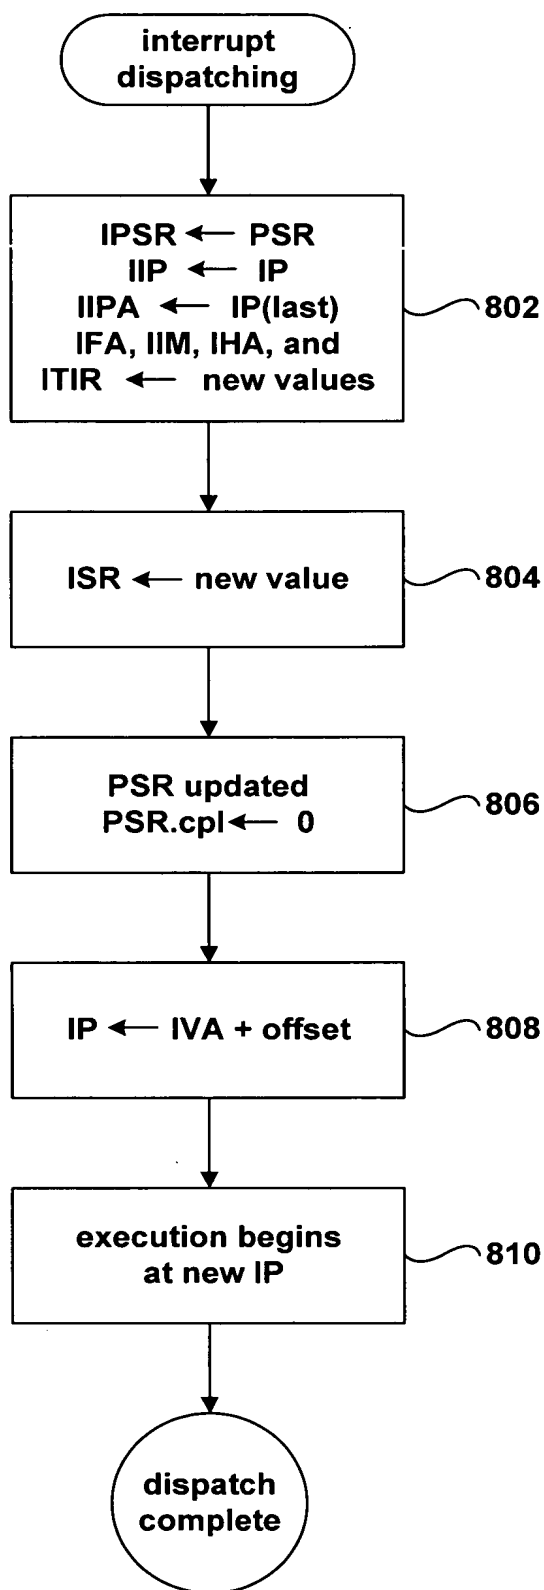 interrupt
dispatching
IPSR ← PSR
IIP ← IP
IIPA ← IP(last)
IFA, IIM, IHA, and
ITIR ← new values
802
ISR ← new value
804
PSR updated
PSR.cpl ← 0
806
IP ← IVA + offset
808
execution begins
at new IP
810
dispatch
complete